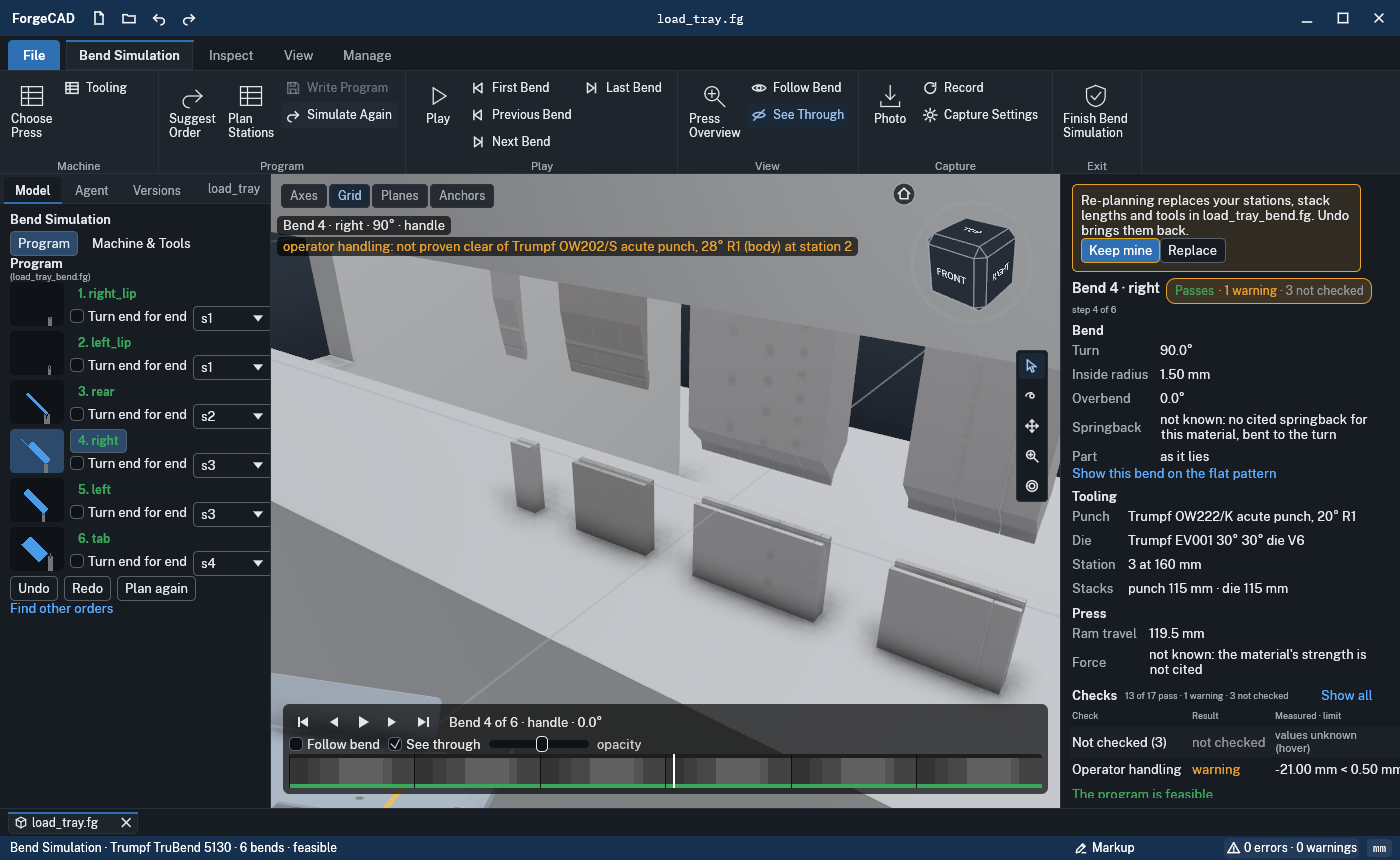 ForgeCAD
load_tray.fg
File
Bend Simulation
Inspect
View
Manage
Choose Press
Tooling
Machine
Suggest Order
Plan Stations
Write Program
Simulate Again
Program
Play
First Bend
Previous Bend
Next Bend
Last Bend
Play
Press Overview
Follow Bend
See Through
View
Photo
Record
Capture Settings
Capture
Finish Bend Simulation
Exit
Model
Agent
Versions
load_tray
Bend Simulation
Program
Machine & Tools
Program
(load_tray_bend.fg)
1. right_lip
Turn end for end
s1
2. left_lip
Turn end for end
s1
3. rear
Turn end for end
s2
4. right
Turn end for end
s3
5. left
Turn end for end
s3
6. tab
Turn end for end
s4
Undo
Redo
Plan again
Find other orders
Axes
Grid
Planes
Anchors
Bend 4 · right · 90° · handle
operator handling: not proven clear of Trumpf OW202/S acute punch, 28° R1 (body) at station 2
TOP
FRONT
RIGHT
Bend 4 of 6 · handle · 0.0°
Follow bend
See through
opacity
Re-planning replaces your stations, stack
lengths and tools in load_tray_bend.fg. Undo
brings them back.
Keep mine
Replace
Bend 4 · right
Passes · 1 warning · 3 not checked
step 4 of 6
Bend
Turn 90.0°
Inside radius 1.50 mm
Overbend 0.0°
Springback not known: no cited springback for
this material, bent to the turn
Part as it lies
Show this bend on the flat pattern
Tooling
Punch Trumpf OW222/K acute punch, 20° R1
Die Trumpf EV001 30° 30° die V6
Station 3 at 160 mm
Stacks punch 115 mm · die 115 mm
Press
Ram travel 119.5 mm
Force not known: the material's strength is
not cited
Checks 13 of 17 pass · 1 warning · 3 not checked Show all
Check Result Measured · limit
Not checked (3) not checked values unknown
(hover)
Operator handling warning -21.00 mm < 0.50 mm
The program is feasible
load_tray.fg
Bend Simulation · Trumpf TruBend 5130 · 6 bends · feasible
Markup
0 errors · 0 warnings
mm